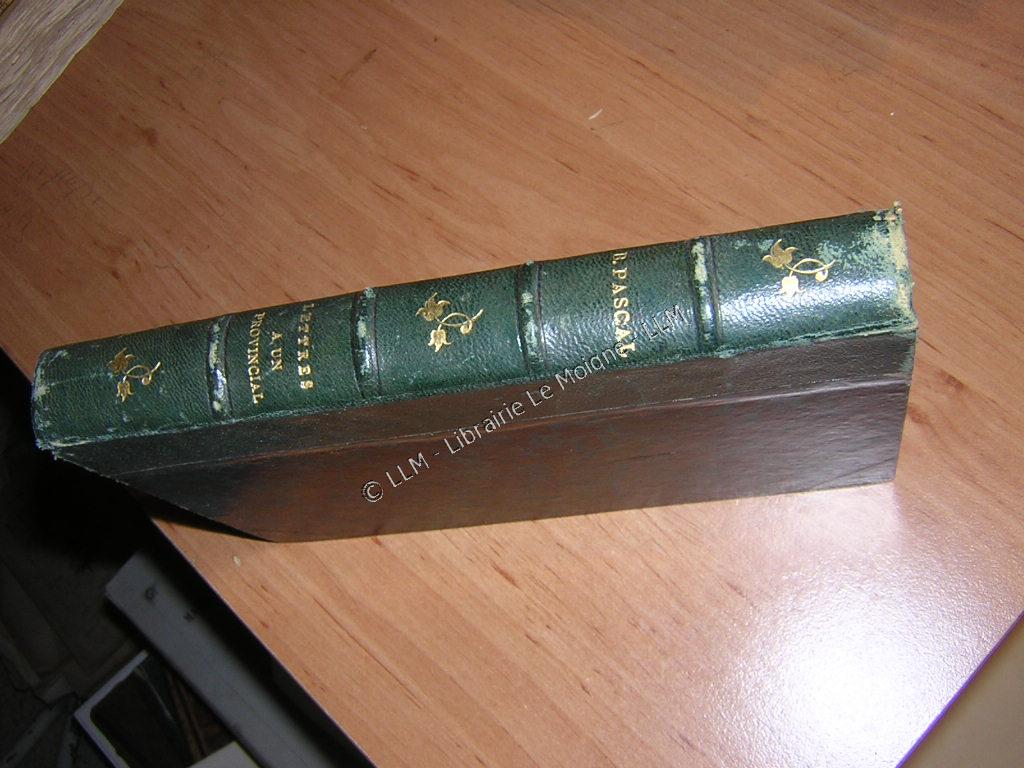 B. PASCAL
LETTRES
A UN
PROVINCIAL
© LLM - Librairie Le Moigne - LLM